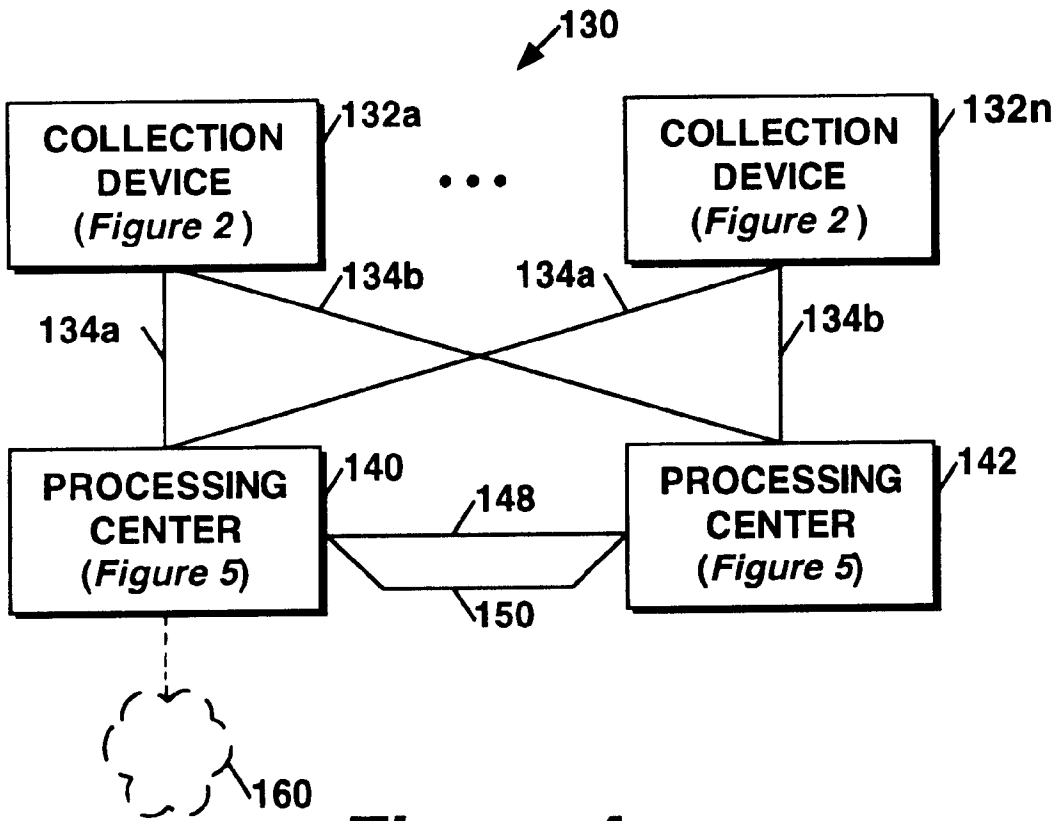 130
COLLECTION
DEVICE
(Figure 2)
132a
• • •
COLLECTION
DEVICE
(Figure 2)
132n
134a
134b
134a
134b
PROCESSING
CENTER
(Figure 5)
140
148
150
PROCESSING
CENTER
(Figure 5)
142
160